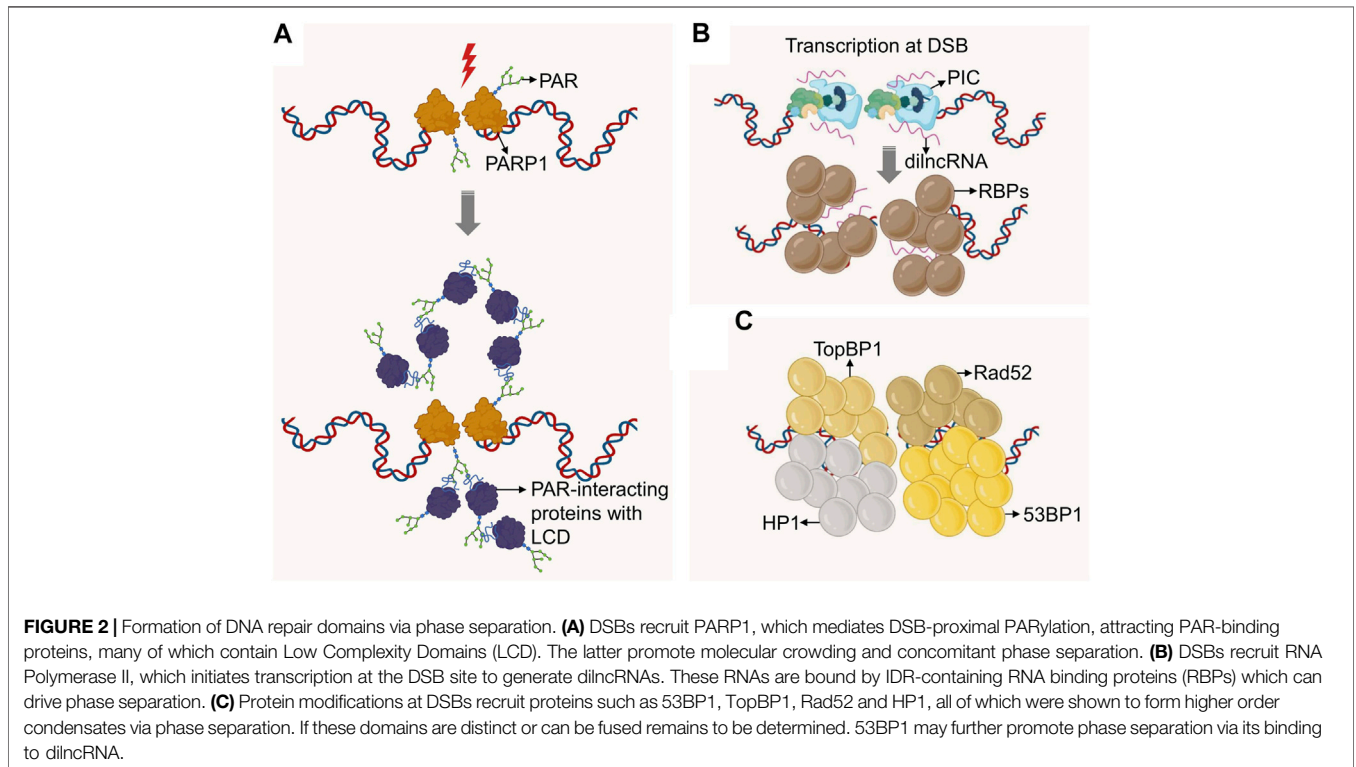 A
PAR
PARP1
PAR-interacting
proteins with
LCD
B
Transcription at DSB
PIC
dilncRNA
RBPs
C
TopBP1
Rad52
HP1
53BP1
FIGURE 2 | Formation of DNA repair domains via phase separation. (A) DSBs recruit PARP1, which mediates DSB-proximal PARylation, attracting PAR-binding
proteins, many of which contain Low Complexity Domains (LCD). The latter promote molecular crowding and concomitant phase separation. (B) DSBs recruit RNA
Polymerase II, which initiates transcription at the DSB site to generate dilncRNAs. These RNAs are bound by IDR-containing RNA binding proteins (RBPs) which can
drive phase separation. (C) Protein modifications at DSBs recruit proteins such as 53BP1, TopBP1, Rad52 and HP1, all of which were shown to form higher order
condensates via phase separation. If these domains are distinct or can be fused remains to be determined. 53BP1 may further promote phase separation via its binding
to dilncRNA.